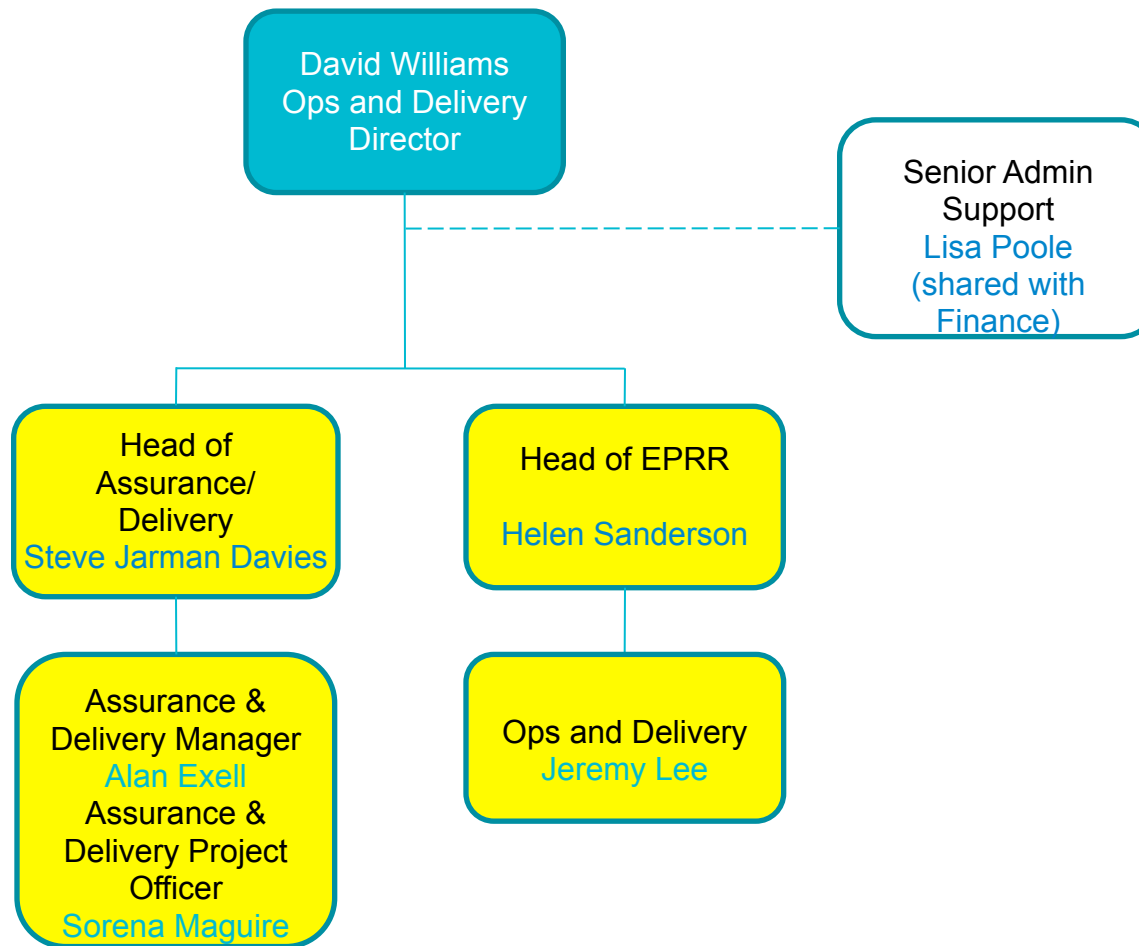 David Williams
Ops and Delivery
Director
Senior Admin
Support
Lisa Poole
(shared with
Finance)
Head of
Assurance/
Delivery
Steve Jarman Davies
Head of EPRR
Helen Sanderson
Assurance &
Delivery Manager
Alan Exell
Assurance &
Delivery Project
Officer
Sorena Maguire
Ops and Delivery
Jeremy Lee